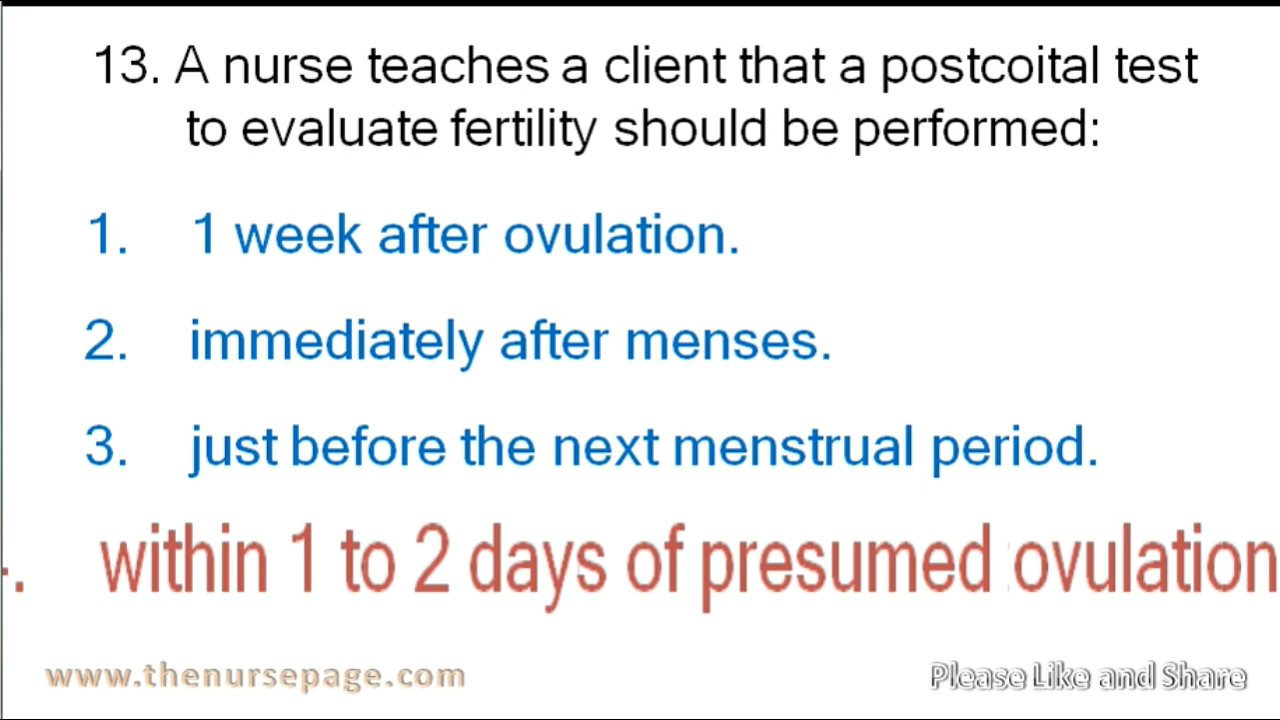 13. A nurse teaches a client that a postcoital test
to evaluate fertility should be performed:
1. 1 week after ovulation.
2. immediately after menses.
3. just before the next menstrual period.
. within 1 to 2 days of presumed ovulation
www.thenursepage.com
Please Like and Share